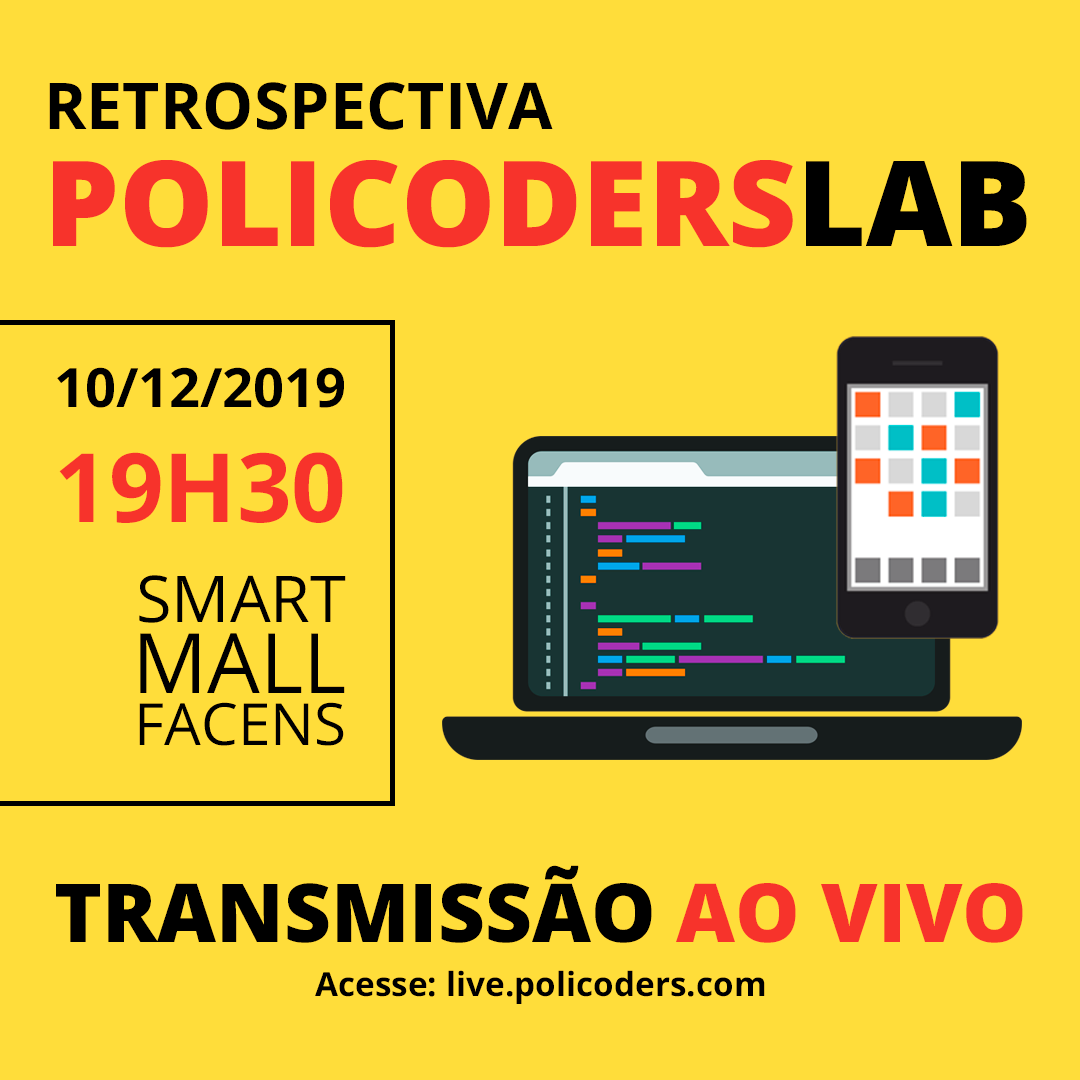 RETROSPECTIVA
POLICODERSLAB
10/12/2019
19H30
SMART
MALL
FACENS
TRANSMISSÃO AO VIVO
Acesse: live.policoders.com